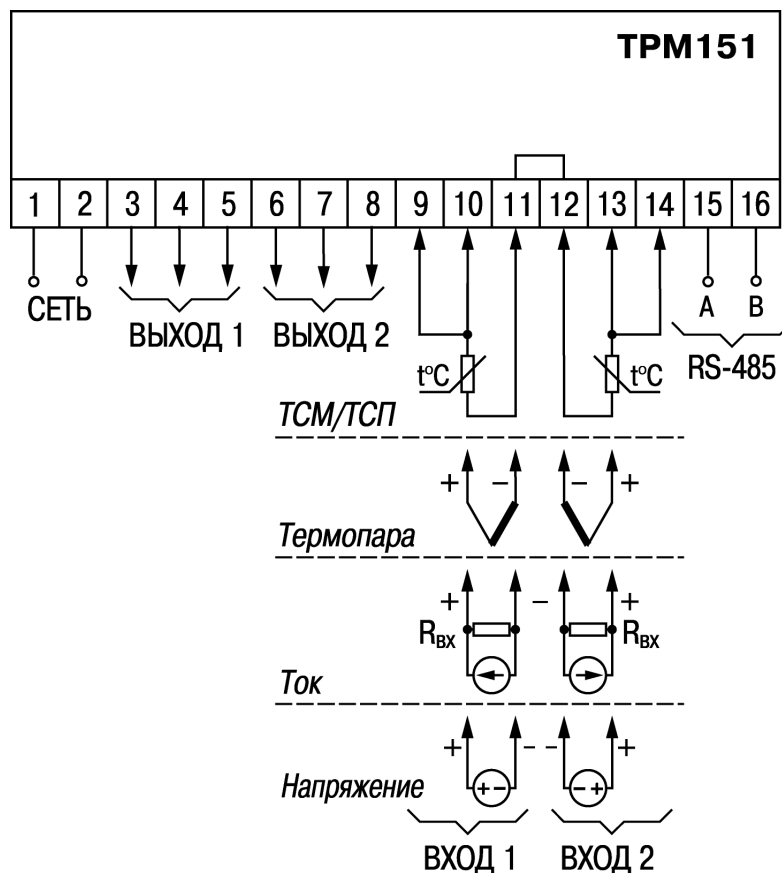 ТРМ151
1 2 3 4 5 6 7 8 9 10 11 12 13 14 15 16
СЕТЬ
A B
ВЫХОД 1 ВЫХОД 2
RS-485
t°C t°C
ТСМ/ТСП
+ − − +
Термопара
+ − +
Rвх Rвх
Ток
+ - - +
Напряжение + − − +
ВХОД 1 ВХОД 2